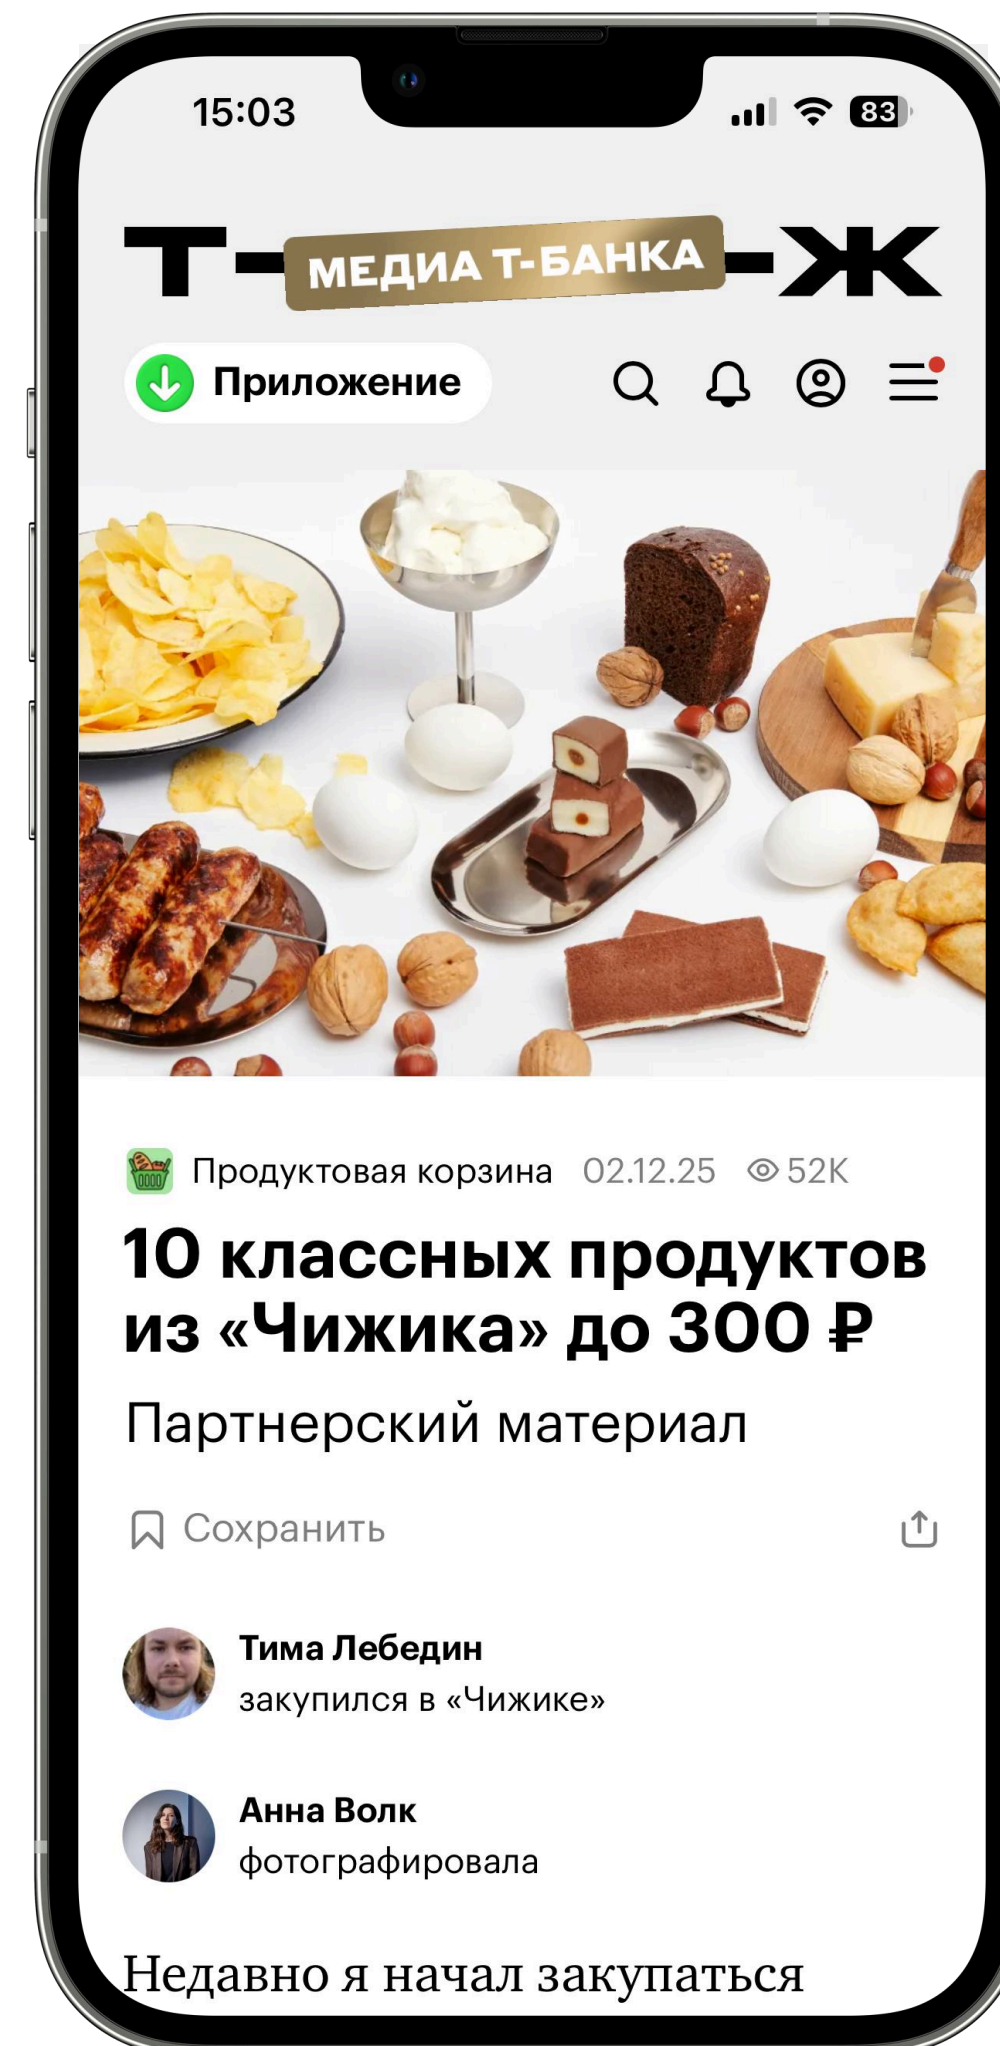 15:03
83
Т—Ж
МЕДИА Т-БАНКА
Приложение
Продуктовая корзина 02.12.25 52K
10 классных продуктов
из «Чижика» до 300 ₽
Партнерский материал
Сохранить
Тима Лебедин
закупился в «Чижике»
Анна Волк
фотографировала
Недавно я начал закупаться